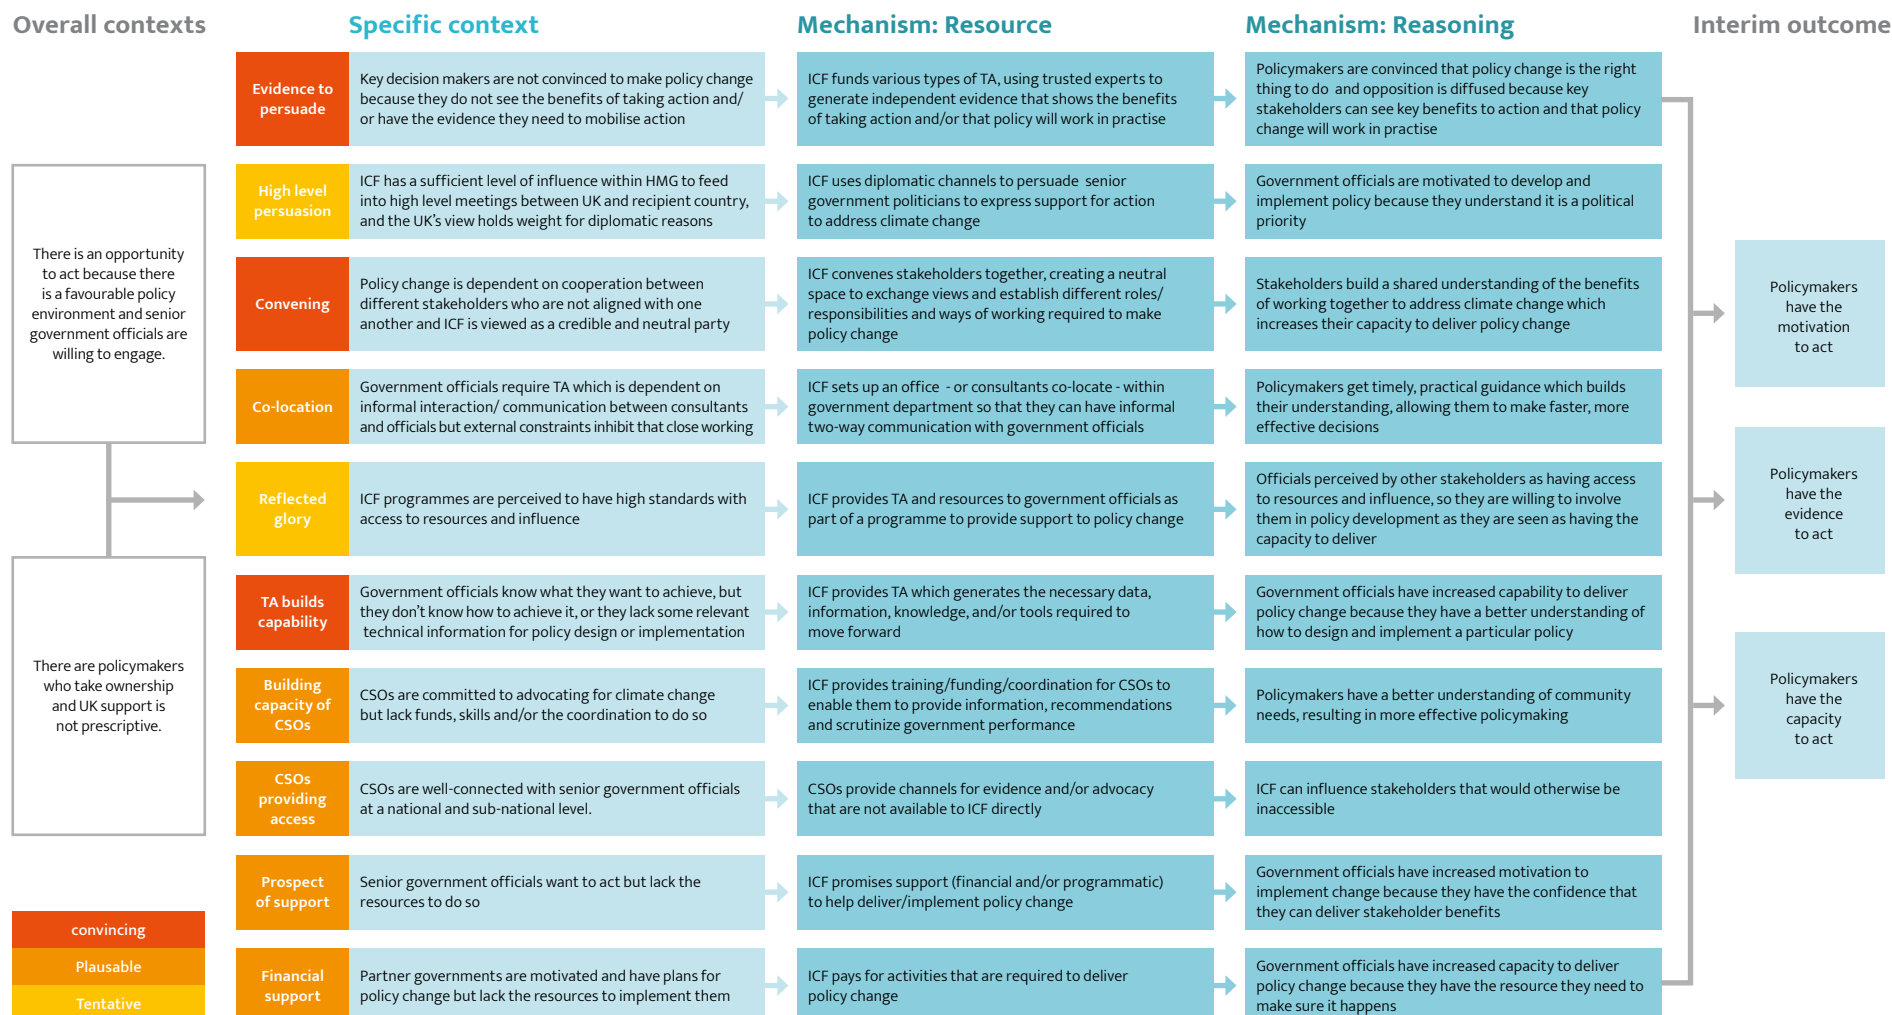 Overall contexts
Specific context
Mechanism: Resource
Mechanism: Reasoning
Interim outcome
There is an opportunity
to act because there
is a favourable policy
environment and senior
government officials are
willing to engage.
There are policymakers
who take ownership
and UK support is
not prescriptive.
convincing
Plausable
Tentative
Evidence to
persuade
Key decision makers are not convinced to make policy change
because they do not see the benefits of taking action and/
or have the evidence they need to mobilise action
ICF funds various types of TA, using trusted experts to
generate independent evidence that shows the benefits
of taking action and/or that policy will work in practise
Policymakers are convinced that policy change is the right
thing to do and opposition is diffused because key
stakeholders can see key benefits to action and that policy
change will work in practise
High level
persuasion
ICF has a sufficient level of influence within HMG to feed
into high level meetings between UK and recipient country,
and the UK's view holds weight for diplomatic reasons
ICF uses diplomatic channels to persuade senior
government politicians to express support for action
to address climate change
Government officials are motivated to develop and
implement policy because they understand it is a political
priority
Convening
Policy change is dependent on cooperation between
different stakeholders who are not aligned with one
another and ICF is viewed as a credible and neutral party
ICF convenes stakeholders together, creating a neutral
space to exchange views and establish different roles/
responsibilities and ways of working required to make
policy change
Stakeholders build a shared understanding of the benefits
of working together to address climate change which
increases their capacity to deliver policy change
Co-location
Government officials require TA which is dependent on
informal interaction/ communication between consultants
and officials but external constraints inhibit that close working
ICF sets up an office - or consultants co-locate - within
government department so that they can have informal
two-way communication with government officials
Policymakers get timely, practical guidance which builds
their understanding, allowing them to make faster, more
effective decisions
Reflected
glory
ICF programmes are perceived to have high standards with
access to resources and influence
ICF provides TA and resources to government officials as
part of a programme to provide support to policy change
Officials perceived by other stakeholders as having access
to resources and influence, so they are willing to involve
them in policy development as they are seen as having the
capacity to deliver
TA builds
capability
Government officials know what they want to achieve, but
they don't know how to achieve it, or they lack some relevant
technical information for policy design or implementation
ICF provides TA which generates the necessary data,
information, knowledge, and/or tools required to
move forward
Government officials have increased capability to deliver
policy change because they have a better understanding of
how to design and implement a particular policy
Building
capacity of
CSOs
CSOs are committed to advocating for climate change
but lack funds, skills and/or the coordination to do so
ICF provides training/funding/coordination for CSOs to
enable them to provide information, recommendations
and scrutinize government performance
Policymakers have a better understanding of community
needs, resulting in more effective policymaking
CSOs
providing
access
CSOs are well-connected with senior government officials
at a national and sub-national level.
CSOs provide channels for evidence and/or advocacy
that are not available to ICF directly
ICF can influence stakeholders that would otherwise be
inaccessible
Prospect
of support
Senior government officials want to act but lack the
resources to do so
ICF promises support (financial and/or programmatic)
to help deliver/implement policy change
Government officials have increased motivation to
implement change because they have the confidence that
they can deliver stakeholder benefits
Financial
support
Partner governments are motivated and have plans for
policy change but lack the resources to implement them
ICF pays for activities that are required to deliver
policy change
Government officials have increased capacity to deliver
policy change because they have the resource they need to
make sure it happens
Policymakers
have the
motivation
to act
Policymakers
have the
evidence
to act
Policymakers
have the
capacity
to act